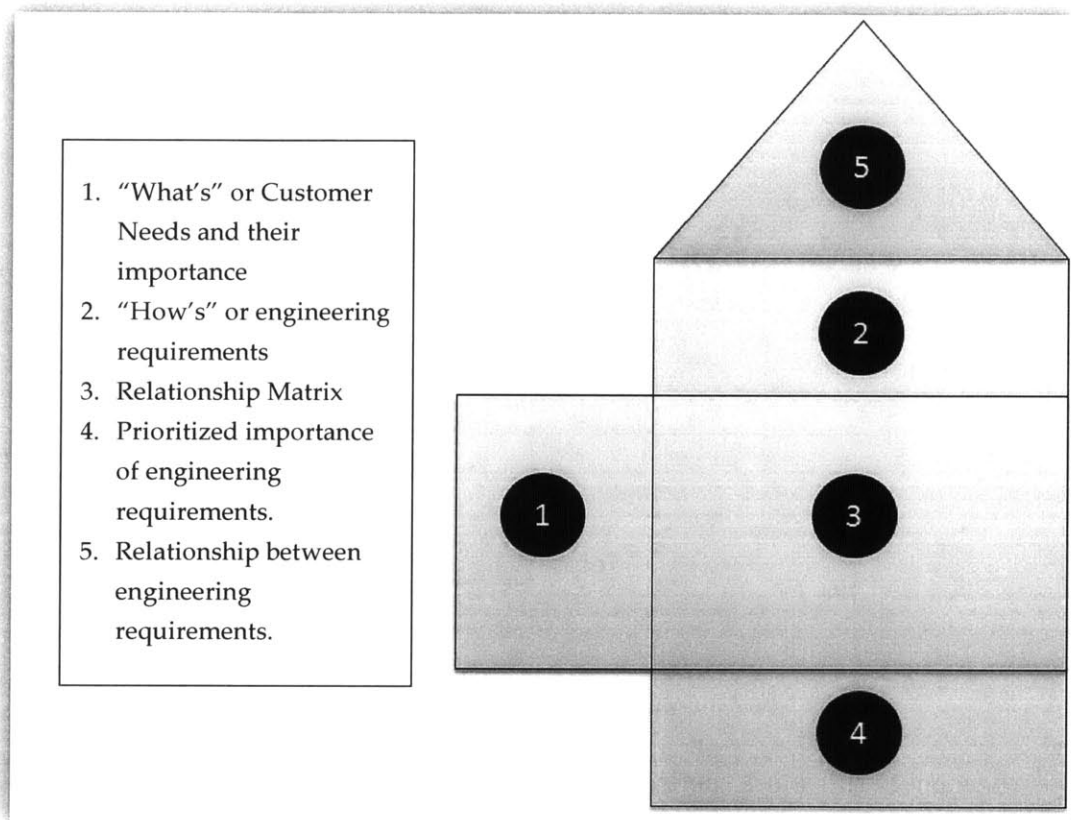 1. “What's” or Customer
Needs and their
importance
2. “How's” or engineering
requirements
3. Relationship Matrix
4. Prioritized importance
of engineering
requirements.
5. Relationship between
engineering
requirements.
5
2
1
3
4